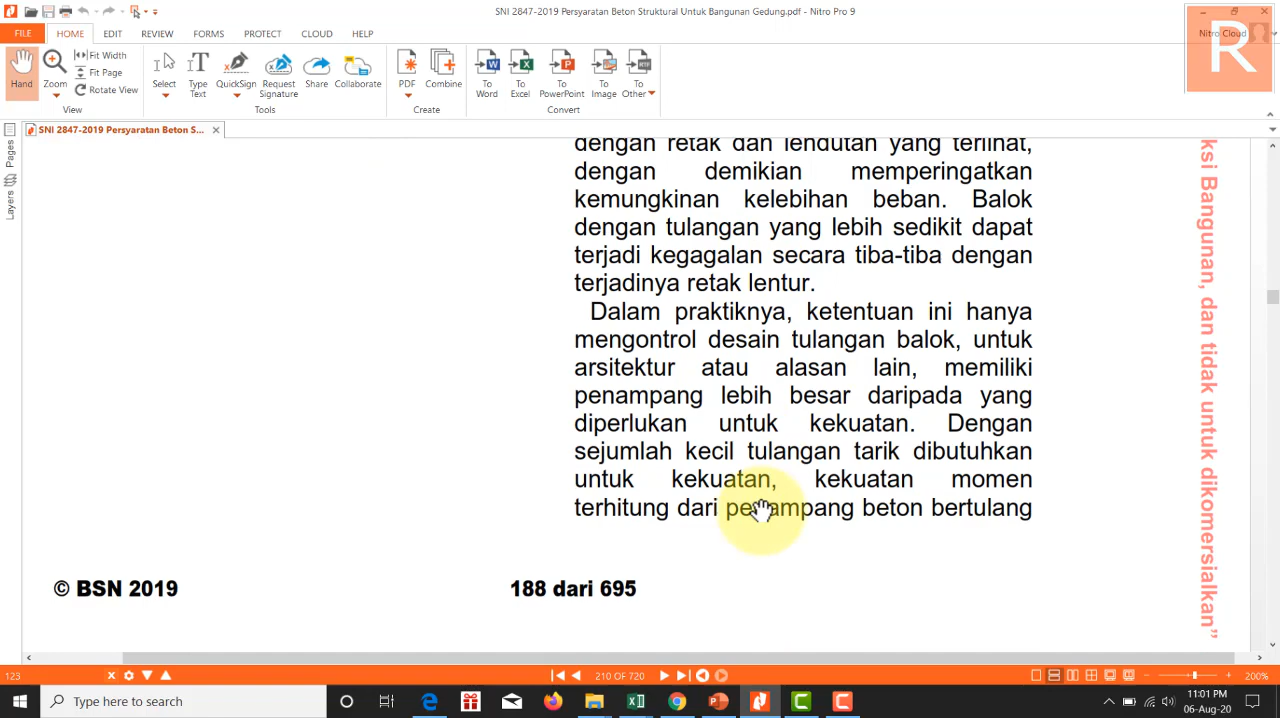 SNI 2847-2019 Persyaratan Beton Struktural Untuk Bangunan Gedung.pdf - Nitro Pro 9
FILE HOME EDIT REVIEW FORMS PROTECT CLOUD HELP
Nitro Cloud
R
Hand
Zoom
Fit Width
Fit Page
Rotate View
View
Select
Type Text
QuickSign
Request Signature
Share
Collaborate
Tools
PDF
Combine
Create
To Word
To Excel
To PowerPoint
To Image
To Other
Convert
SNI 2847-2019 Persyaratan Beton S...
Pages
Layers
dengan retak dan lendutan yang terlihat,
dengan demikian memperingatkan
kemungkinan kelebihan beban. Balok
dengan tulangan yang lebih sedikit dapat
terjadi kegagalan secara tiba-tiba dengan
terjadinya retak lentur.
Dalam praktiknya, ketentuan ini hanya
mengontrol desain tulangan balok, untuk
arsitektur atau alasan lain, memiliki
penampang lebih besar daripada yang
diperlukan untuk kekuatan. Dengan
sejumlah kecil tulangan tarik dibutuhkan
untuk kekuatan, kekuatan momen
terhitung dari penampang beton bertulang
ksi Bangunan, dan tidak untuk dikomersialkan”
© BSN 2019
188 dari 695
123
210 OF 720
200%
Type here to search
11:01 PM
06-Aug-20